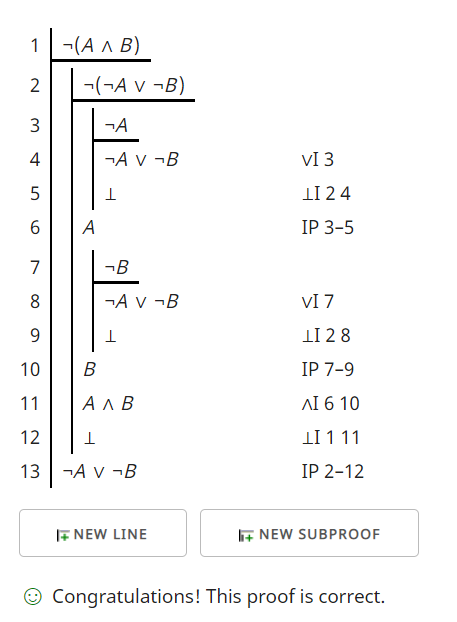 1 ¬(A ∧ B)
2 ¬(¬A ∨ ¬B)
3 ¬A
4 ¬A ∨ ¬B ∨I 3
5 ⊥ ⊥I 2 4
6 A IP 3–5
7 ¬B
8 ¬A ∨ ¬B ∨I 7
9 ⊥ ⊥I 2 8
10 B IP 7–9
11 A ∧ B ∧I 6 10
12 ⊥ ⊥I 1 11
13 ¬A ∨ ¬B IP 2–12
NEW LINE NEW SUBPROOF
Congratulations! This proof is correct.